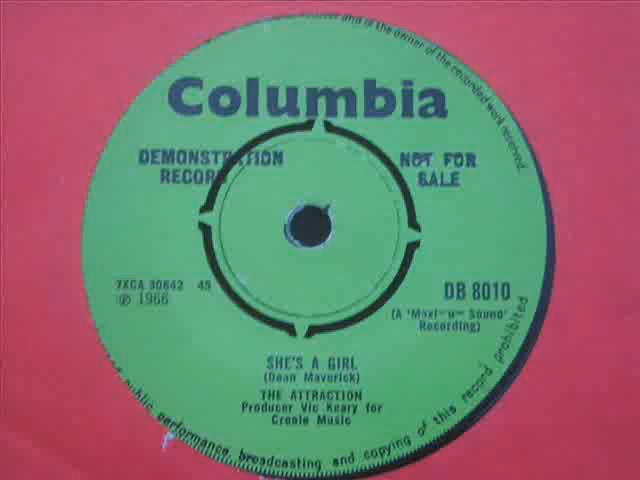 and of the owner of the recorded work reserved.
Columbia
DEMONSTRATION
RECORD
NOT FOR
SALE
7XCA 30642 45
℗ 1966
DB 8010
(A 'Maximum Sound'
Recording)
SHE'S A GIRL
(Dean Maverick)
THE ATTRACTION
Producer Vic Keary for
Creole Music
public performance broadcasting and copying of this record prohibited